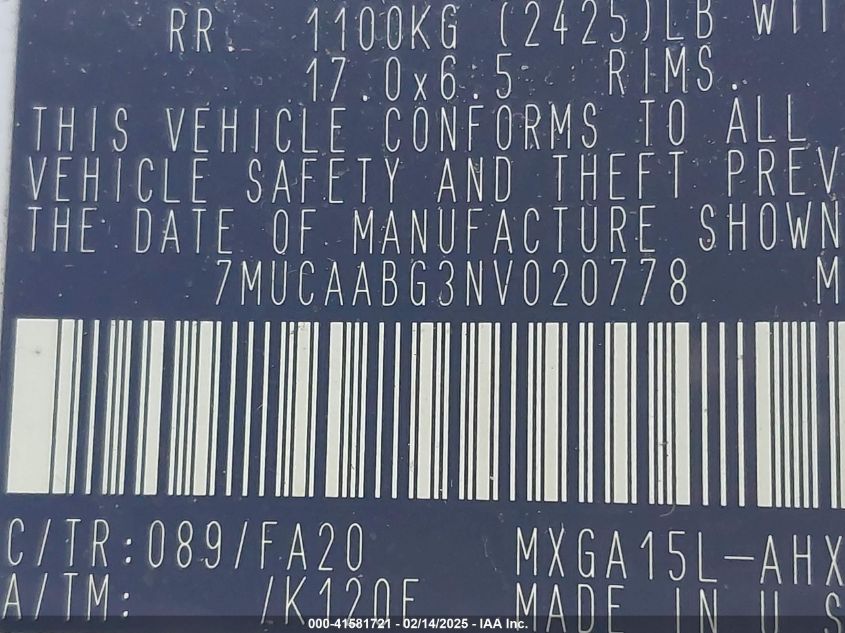 RR. 1100KG (2425)LB WIT
17.0x6.5 RIMS.
THIS VEHICLE CONFORMS TO ALL
VEHICLE SAFETY AND THEFT PREV
THE DATE OF MANUFACTURE SHOWN
7MUCAABG3NV020778 M
C/TR:089/FA20 MXGA15L-AHX
A/TM: /K120F MADE IN U S
000-41581721 - 02/14/2025 - IAA Inc.